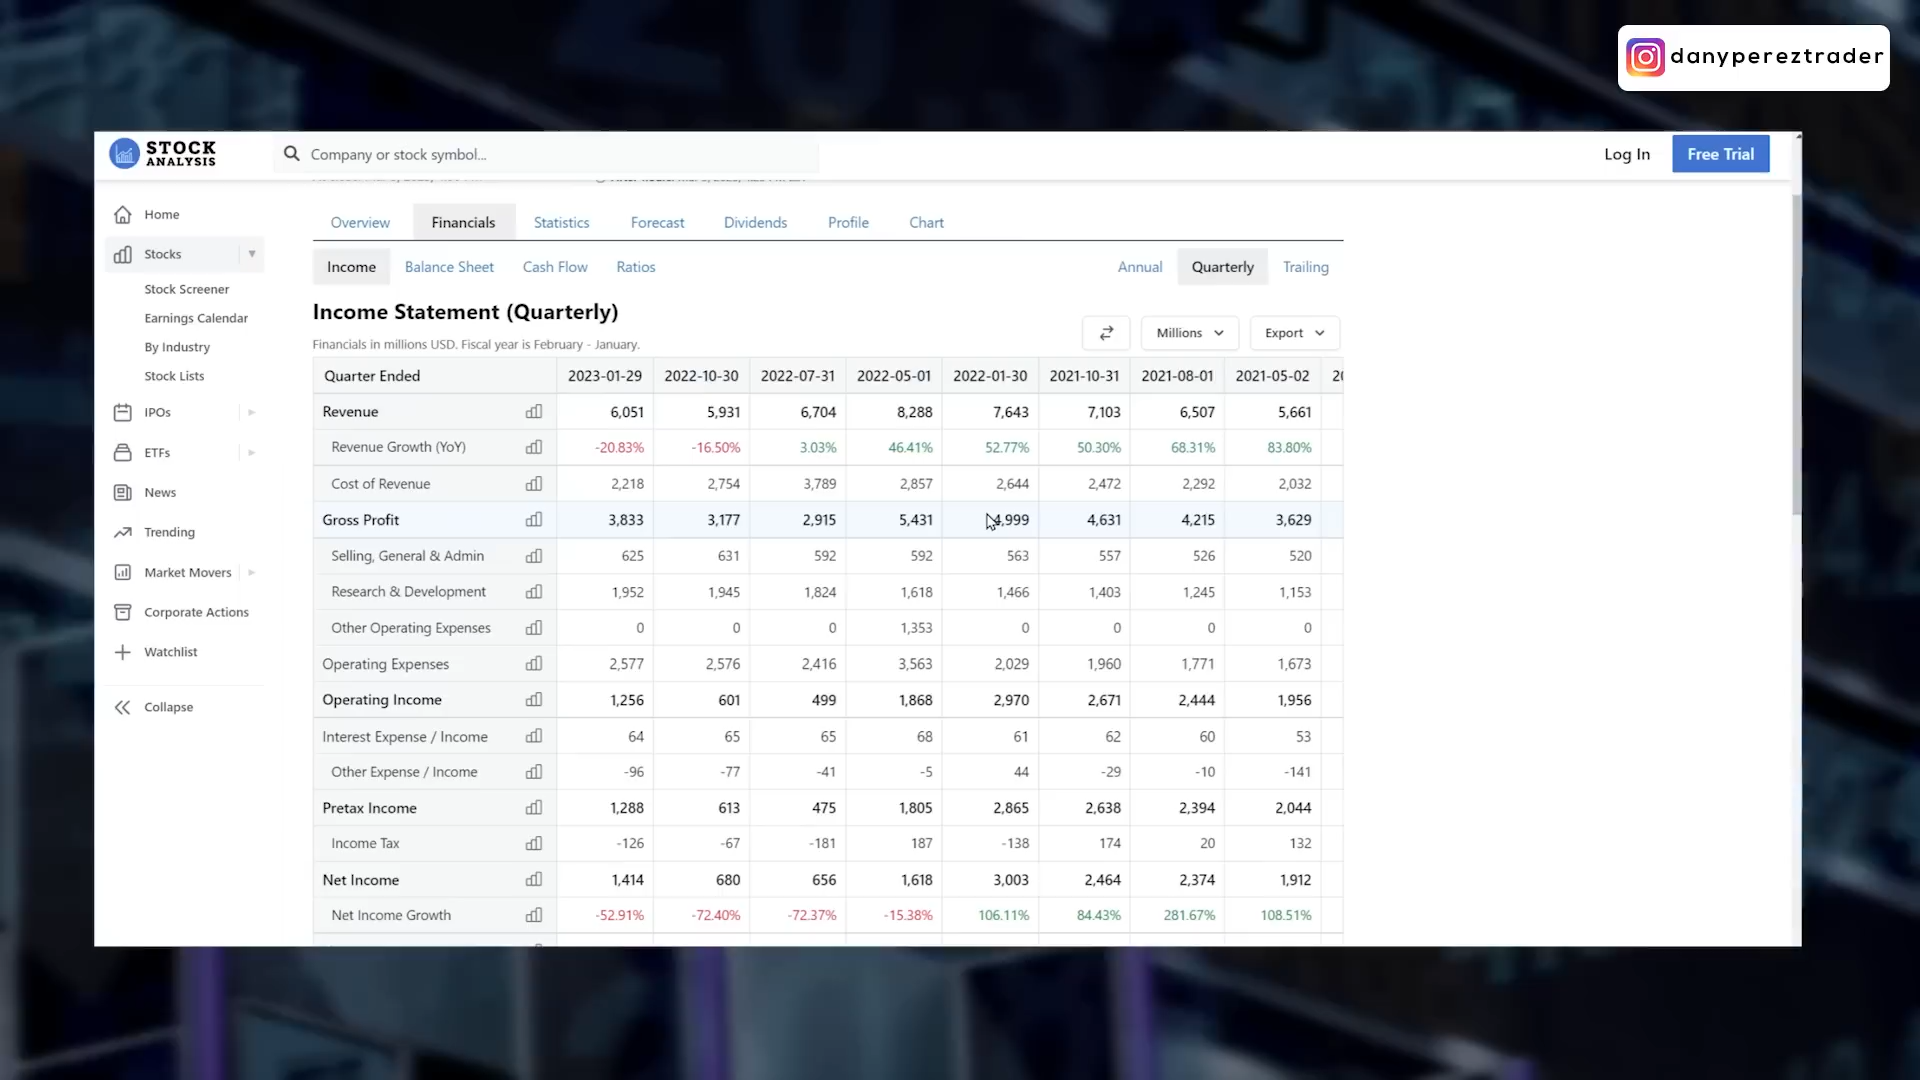 danypereztrader
STOCK
ANALYSIS
Company or stock symbol...
Log In
Free Trial
Home
Stocks
Stock Screener
Earnings Calendar
By Industry
Stock Lists
IPOs
ETFs
News
Trending
Market Movers
Corporate Actions
Watchlist
Collapse
Overview Financials Statistics Forecast Dividends Profile Chart
Income Balance Sheet Cash Flow Ratios Annual Quarterly Trailing
Income Statement (Quarterly)
Financials in millions USD. Fiscal year is February - January.
Millions Export
Quarter Ended 2023-01-29 2022-10-30 2022-07-31 2022-05-01 2022-01-30 2021-10-31 2021-08-01 2021-05-02
Revenue 6,051 5,931 6,704 8,288 7,643 7,103 6,507 5,661
Revenue Growth (YoY) -20.83% -16.50% 3.03% 46.41% 52.77% 50.30% 68.31% 83.80%
Cost of Revenue 2,218 2,754 3,789 2,857 2,644 2,472 2,292 2,032
Gross Profit 3,833 3,177 2,915 5,431 4,999 4,631 4,215 3,629
Selling, General & Admin 625 631 592 592 563 557 526 520
Research & Development 1,952 1,945 1,824 1,618 1,466 1,403 1,245 1,153
Other Operating Expenses 0 0 0 1,353 0 0 0 0
Operating Expenses 2,577 2,576 2,416 3,563 2,029 1,960 1,771 1,673
Operating Income 1,256 601 499 1,868 2,970 2,671 2,444 1,956
Interest Expense / Income 64 65 65 68 61 62 60 53
Other Expense / Income -96 -77 -41 -5 44 -29 -10 -141
Pretax Income 1,288 613 475 1,805 2,865 2,638 2,394 2,044
Income Tax -126 -67 -181 187 -138 174 20 132
Net Income 1,414 680 656 1,618 3,003 2,464 2,374 1,912
Net Income Growth -52.91% -72.40% -72.37% -15.38% 106.11% 84.43% 281.67% 108.51%